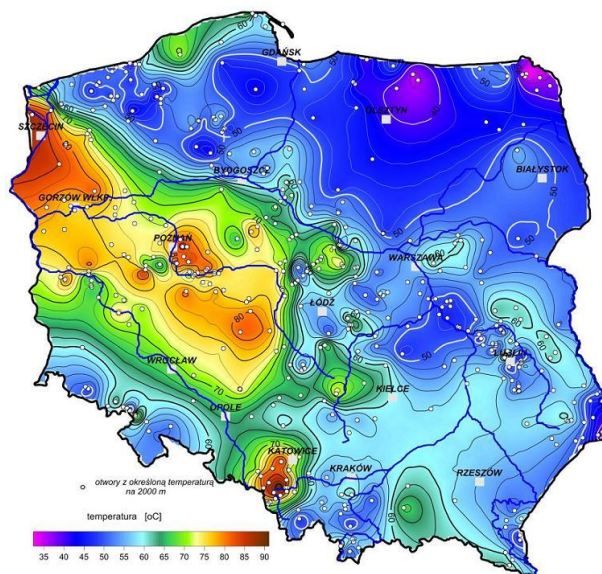 GDAŃSK
OLSZTYN
SZCZECIN
BYDGOSZCZ
BIAŁYSTOK
GORZÓW WLKP.
POZNAŃ
WARSZAWA
ŁÓDŹ
WROCŁAW
LUBLIN
KIELCE
OPOLE
KATOWICE
KRAKÓW
RZESZÓW
otwory z określoną temperaturą
na 2000 m
temperatura [oC]
35 40 45 50 55 60 65 70 75 80 85 90